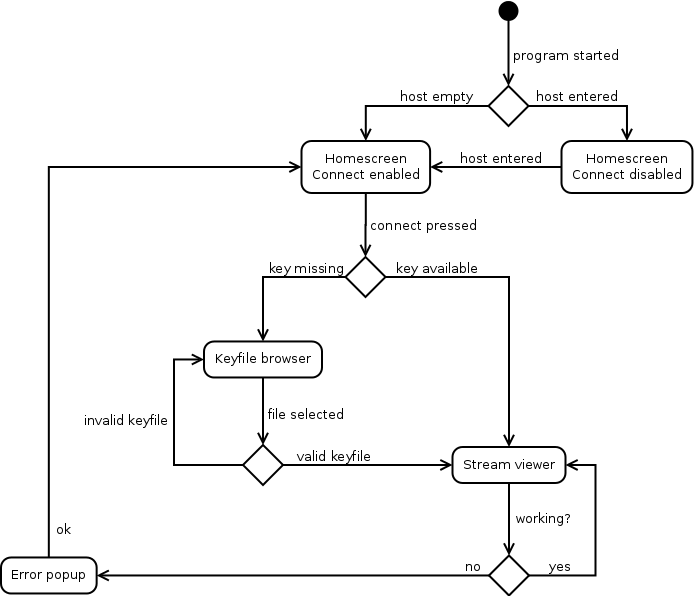 program started
host empty
host entered
Homescreen
Connect enabled
host entered
Homescreen
Connect disabled
connect pressed
key missing
key available
Keyfile browser
invalid keyfile
file selected
valid keyfile
Stream viewer
working?
ok
no
yes
Error popup